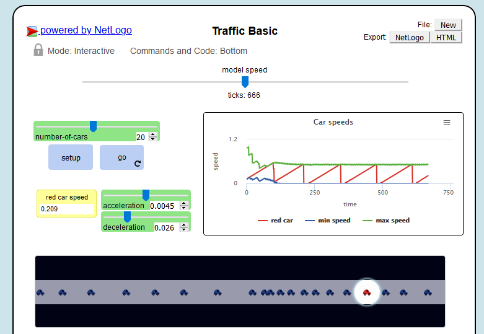 powered by NetLogo
Traffic Basic
File: New
Export: NetLogo HTML
Mode: Interactive
Commands and Code: Bottom
model speed
ticks: 666
number-of-cars 20
setup
go
red car speed
0.209
acceleration 0.0045
deceleration 0.026
Car speeds
1.2
speed
0
0 250 500 750
time
red car min speed max speed